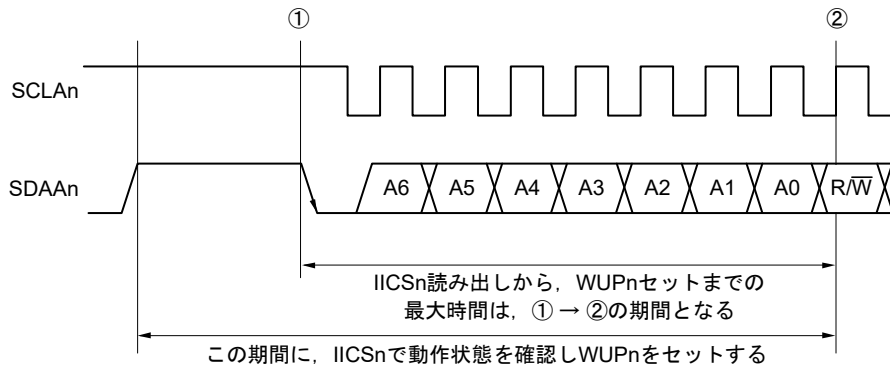 ① ②
SCLAn
SDAAn A6 A5 A4 A3 A2 A1 A0 R/W̅
IICSn読み出しから，WUPnセットまでの
最大時間は，① → ②の期間となる
この期間に，IICSnで動作状態を確認しWUPnをセットする